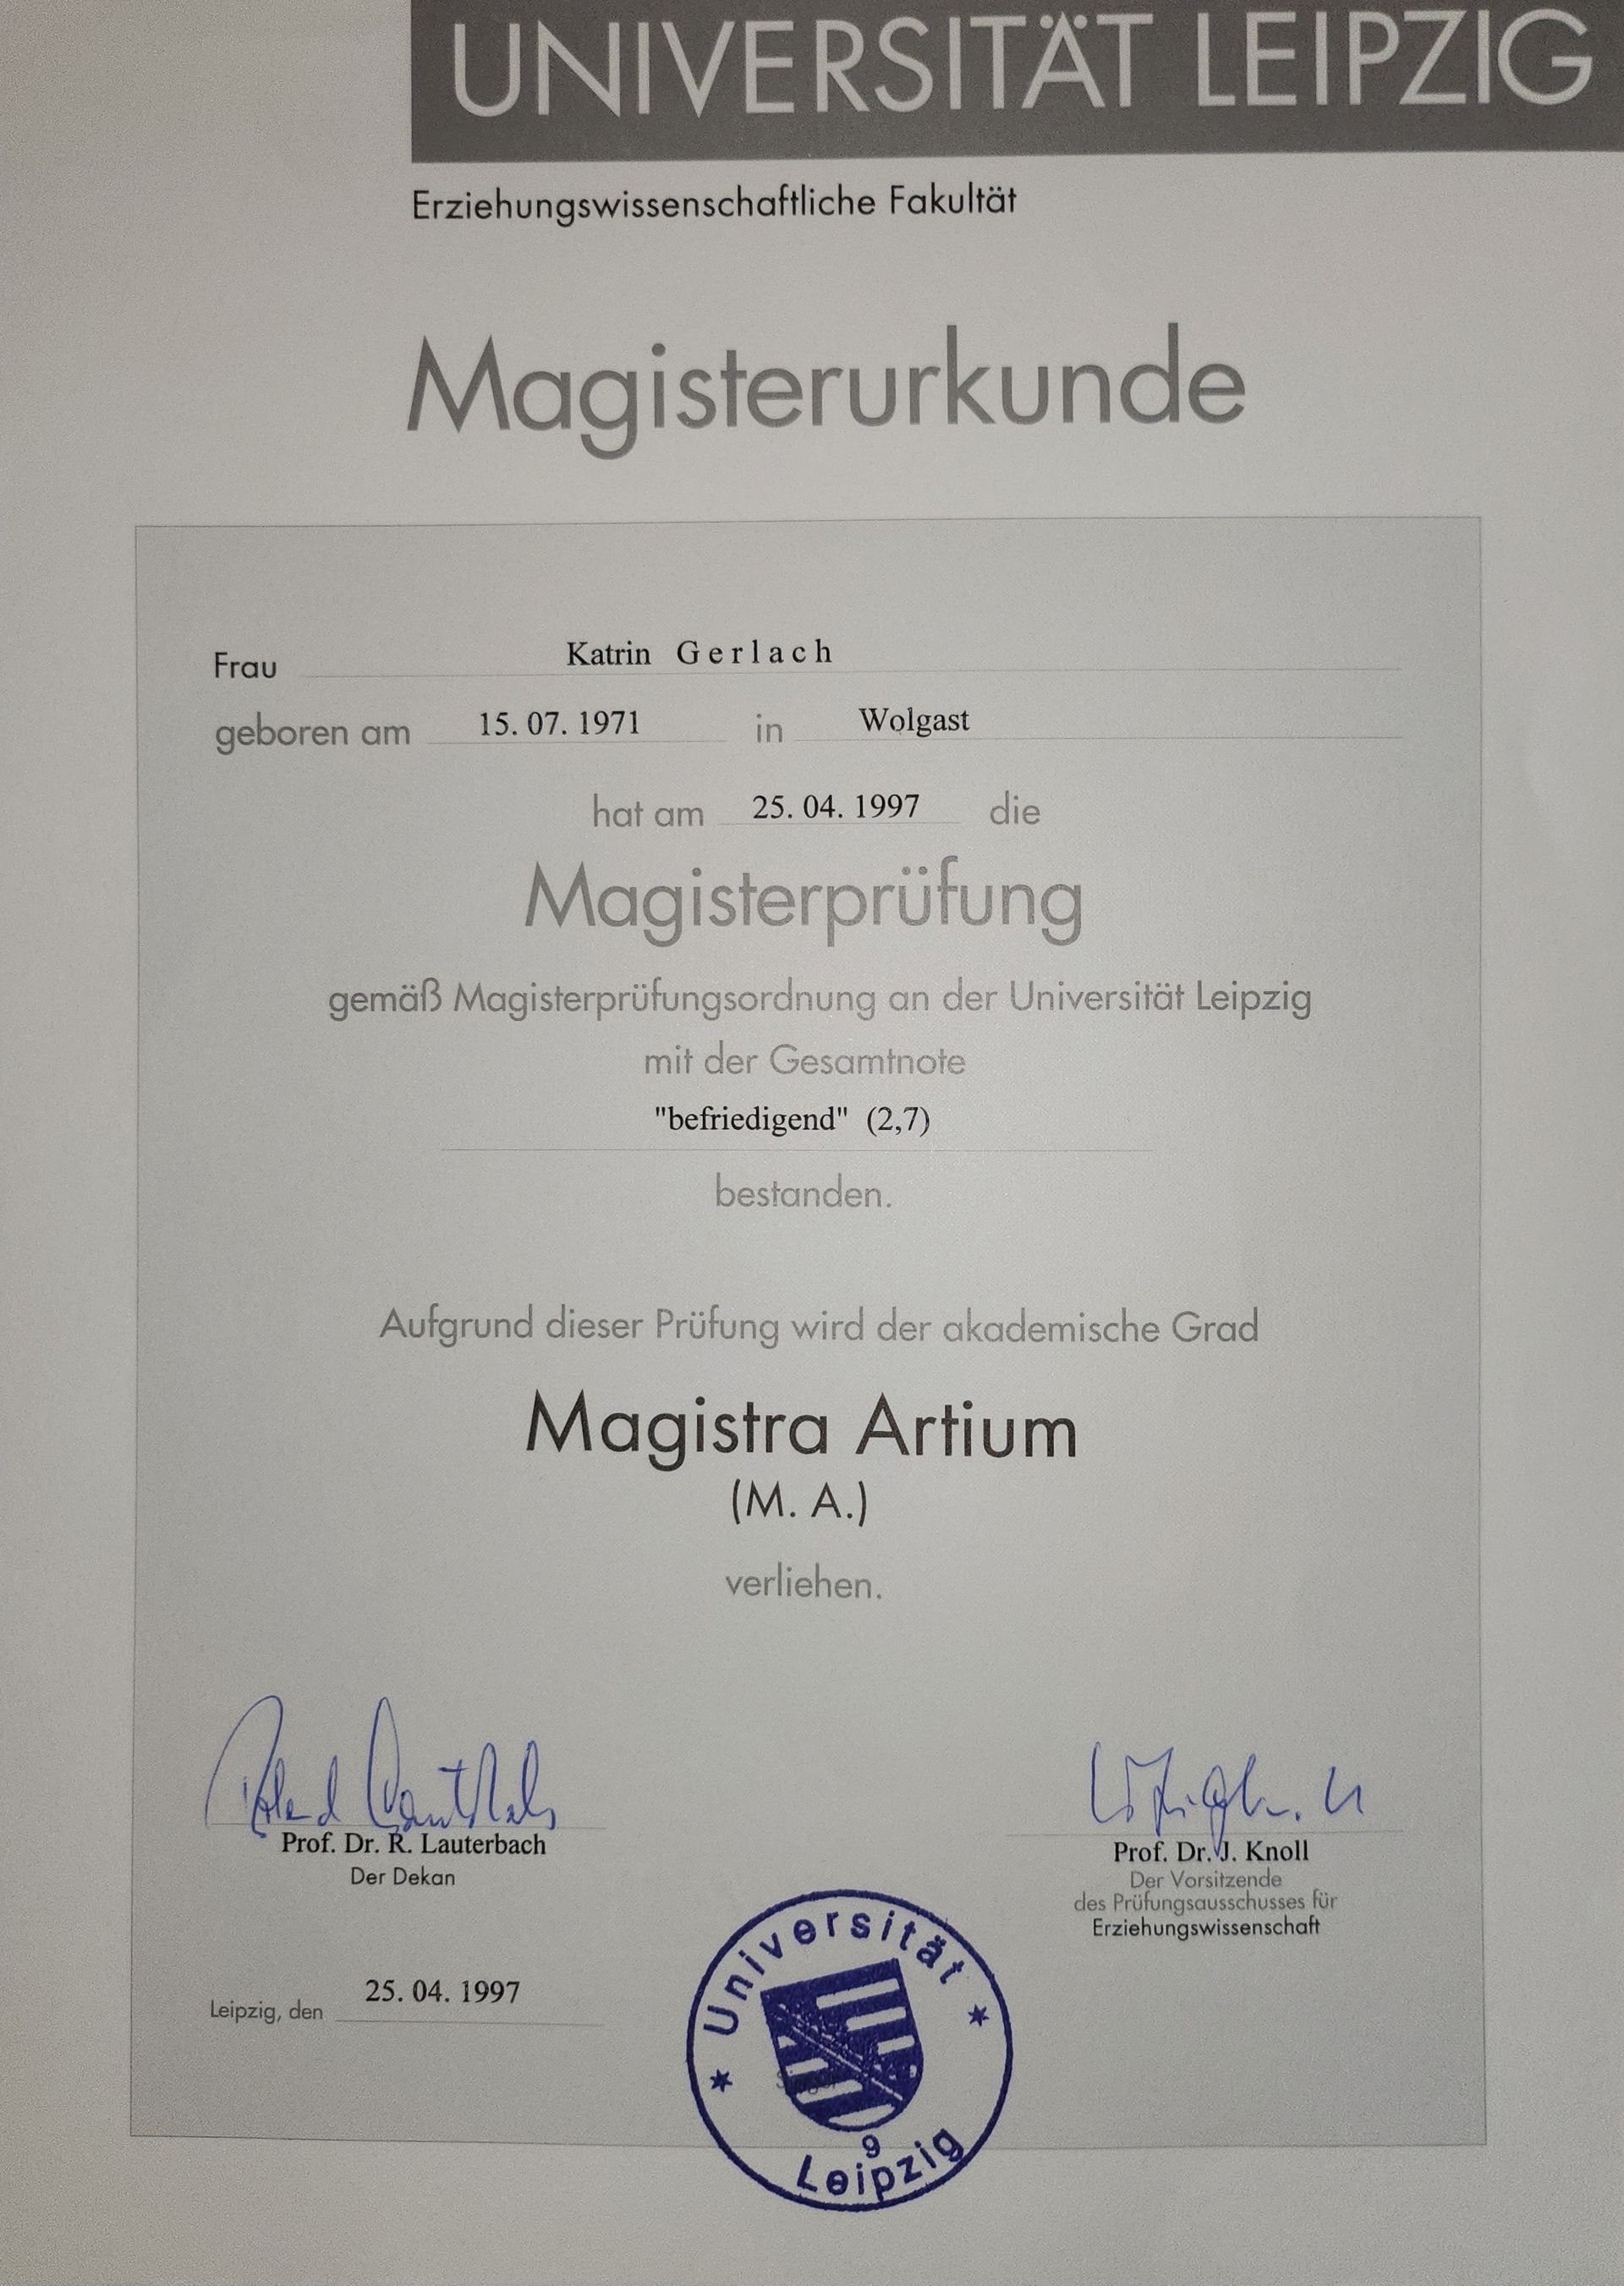 UNIVERSITÄT LEIPZIG
Erziehungswissenschaftliche Fakultät
Magisterurkunde
Frau Katrin Gerlach
geboren am 15. 07. 1971 in Wolgast
hat am 25. 04. 1997 die
Magisterprüfung
gemäß Magisterprüfungsordnung an der Universität Leipzig
mit der Gesamtnote
"befriedigend" (2,7)
bestanden.
Aufgrund dieser Prüfung wird der akademische Grad
Magistra Artium
(M. A.)
verliehen.
Prof. Dr. R. Lauterbach
Der Dekan
Prof. Dr. J. Knoll
Der Vorsitzende
des Prüfungsausschusses für
Erziehungswissenschaft
Leipzig, den 25. 04. 1997
Universität
9
Leipzig